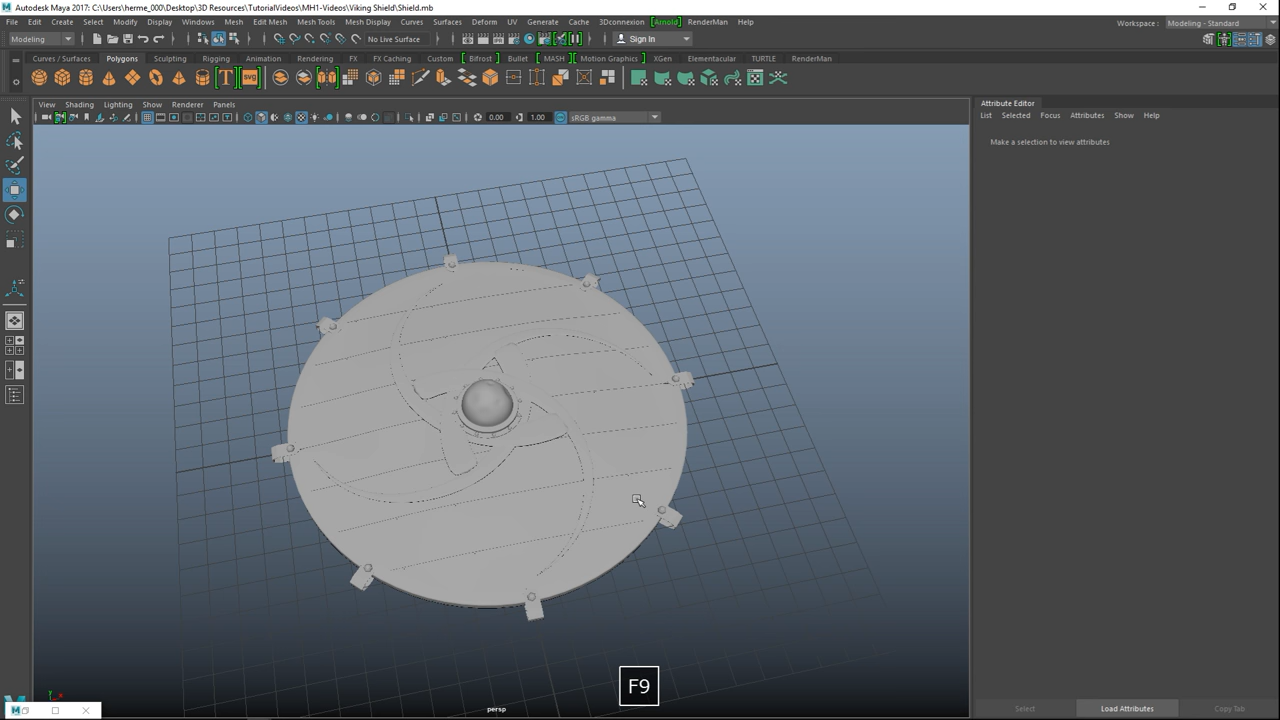 Autodesk Maya 2017: C:\Users\herme_000\Desktop\3D Resources\TutorialVideos\MH1-Videos\Viking Shield\Shield.mb
File Edit Create Select Modify Display Windows Mesh Edit Mesh Mesh Tools Mesh Display Curves Surfaces Deform UV Generate Cache 3Dconnexion [Arnold] RenderMan Help
Workspace : Modeling - Standard
Modeling No Live Surface Sign In
Curves / Surfaces Polygons Sculpting Rigging Animation Rendering FX FX Caching Custom [ Bifrost ] Bullet [ MASH ] [ Motion Graphics ] XGen Elementacular TURTLE RenderMan
T svg
View Shading Lighting Show Renderer Panels
0.00 1.00 sRGB gamma
Attribute Editor
List Selected Focus Attributes Show Help
Make a selection to view attributes
F9
persp
y x
Select Load Attributes Copy Tab